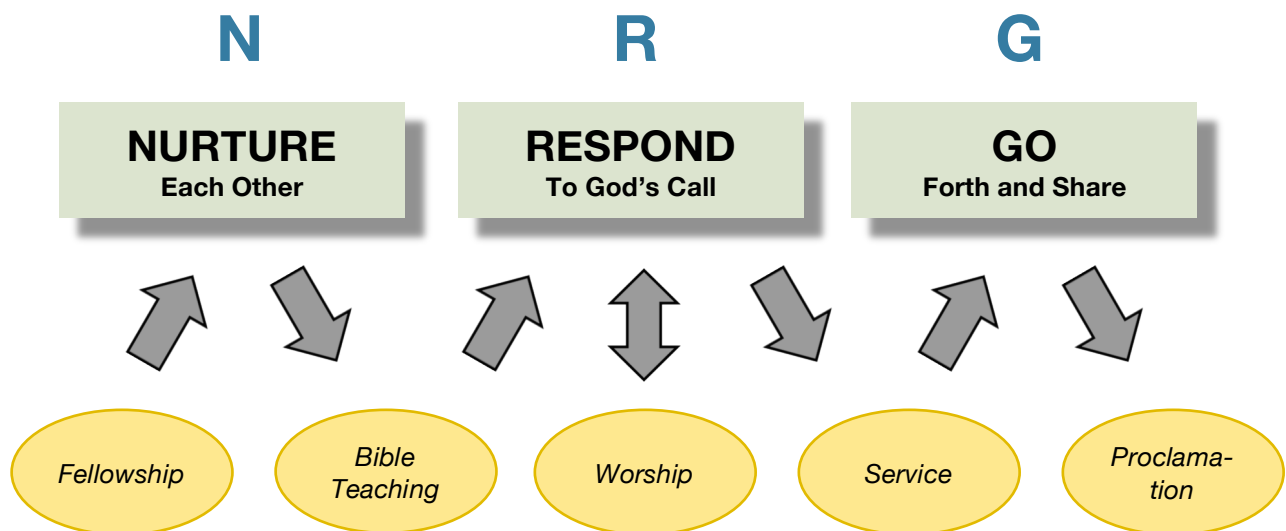 N
R
G
NURTURE
Each Other
RESPOND
To God’s Call
GO
Forth and Share
Fellowship
Bible
Teaching
Worship
Service
Proclama-
tion